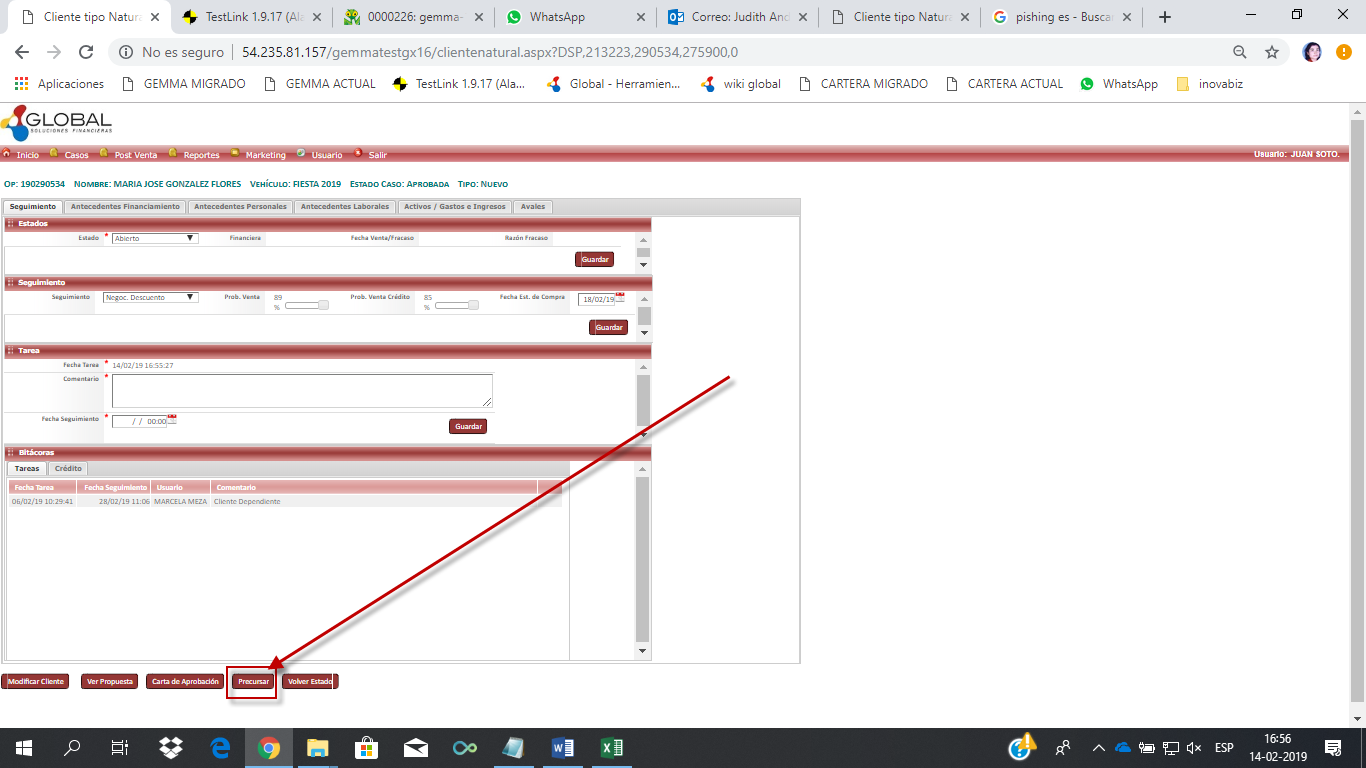 Cliente tipo Natura
TestLink 1.9.17 (Ala
0000226: gemma-
WhatsApp
Correo: Judith And
Cliente tipo Natura
pishing es - Buscar
No es seguro
54.235.81.157/gemmatestgx16/clientenatural.aspx?DSP,213223,290534,275900,0
Aplicaciones
GEMMA MIGRADO
GEMMA ACTUAL
TestLink 1.9.17 (Ala...
Global - Herramien...
wiki global
CARTERA MIGRADO
CARTERA ACTUAL
WhatsApp
inovabiz
GLOBAL
SOLUCIONES FINANCIERAS
Inicio Casos Post Venta Reportes Marketing Usuario Salir
Usuario: JUAN SOTO.
Op: 190290534 Nombre: MARIA JOSE GONZALEZ FLORES Vehículo: FIESTA 2019 Estado Caso: Aprobada Tipo: Nuevo
Seguimiento
Antecedentes Financiamiento
Antecedentes Personales
Antecedentes Laborales
Activos / Gastos e Ingresos
Avales
Estados
Estado * Abierto Financiera Fecha Venta/Fracaso Razón Fracaso
Guardar
Seguimiento
Seguimiento Negoc. Descuento Prob. Venta 89 % Prob. Venta Crédito 85 % Fecha Est. de Compra 18/02/19
Guardar
Tarea
Fecha Tarea * 14/02/19 16:55:27
Comentario *
Fecha Seguimiento * / / 00:00
Guardar
Bitácoras
Tareas Crédito
Fecha Tarea Fecha Seguimiento Usuario Comentario
06/02/19 10:29:41 28/02/19 11:06 MARCELA MEZA Cliente Dependiente
Modificar Cliente
Ver Propuesta
Carta de Aprobación
Precursar
Volver Estado
ESP
16:56
14-02-2019